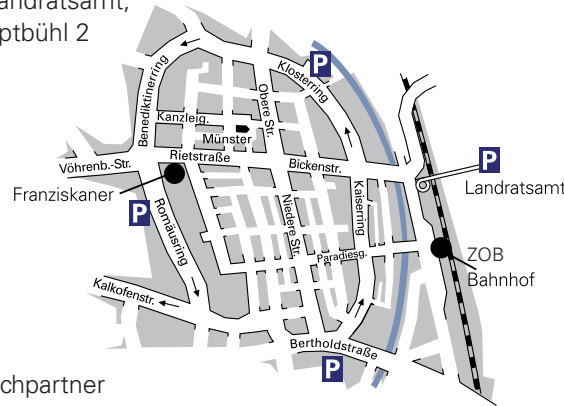 andratsamt,
ptbühl 2
P
Klosterring
Benediktinerring
Obere Str.
Kanzleig.
Münster
Rietstraße
Bickenstr.
Vöhrenb.-Str.
P
Landratsamt
Franziskaner
P
Romäusring
Niedere Str.
Kaiserring
Paradiesg.
ZOB
Bahnhof
Kalkofenstr.
Bertholdstraße
P
chpartner